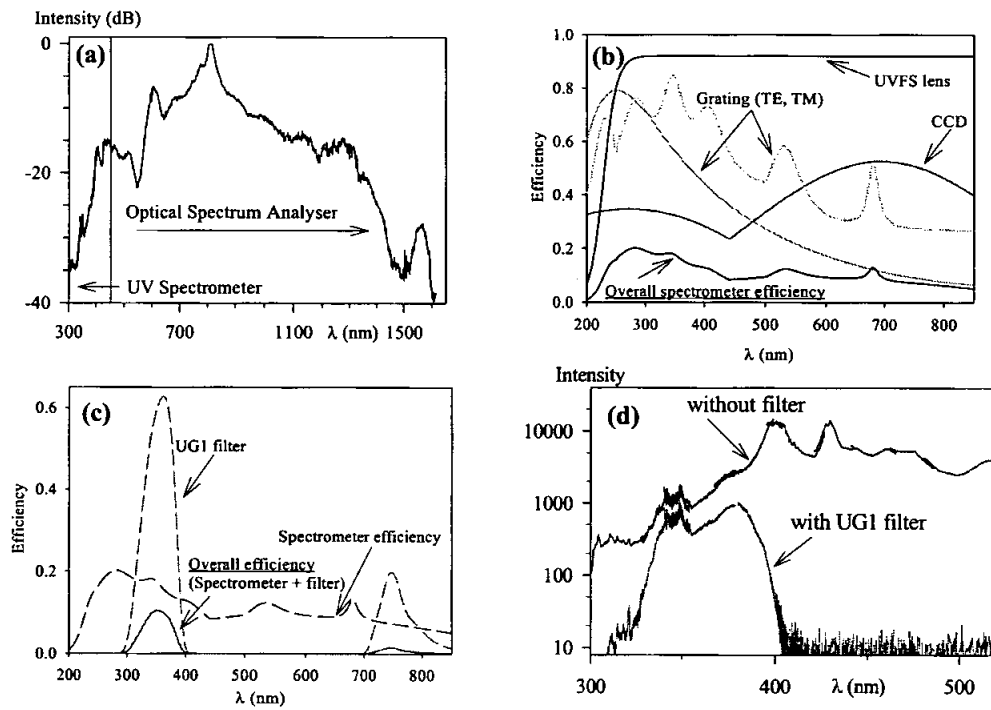 Intensity (dB)
(a)
0
-20
-40
Optical Spectrum Analyser
UV Spectrometer
300
700
1100
λ (nm)
1500
(b)
1.0
0.8
0.6
0.4
0.2
0.0
Efficiency
UVFS lens
Grating (TE, TM)
CCD
Overall spectrometer efficiency
200
300
400
500
600
700
800
λ (nm)
(c)
0.6
0.4
0.2
0.0
Efficiency
UG1 filter
Spectrometer efficiency
Overall efficiency
(Spectrometer + filter)
200
300
400
500
600
700
800
λ (nm)
Intensity
(d)
10000
1000
100
10
without filter
with UG1 filter
300
400
λ (nm)
500